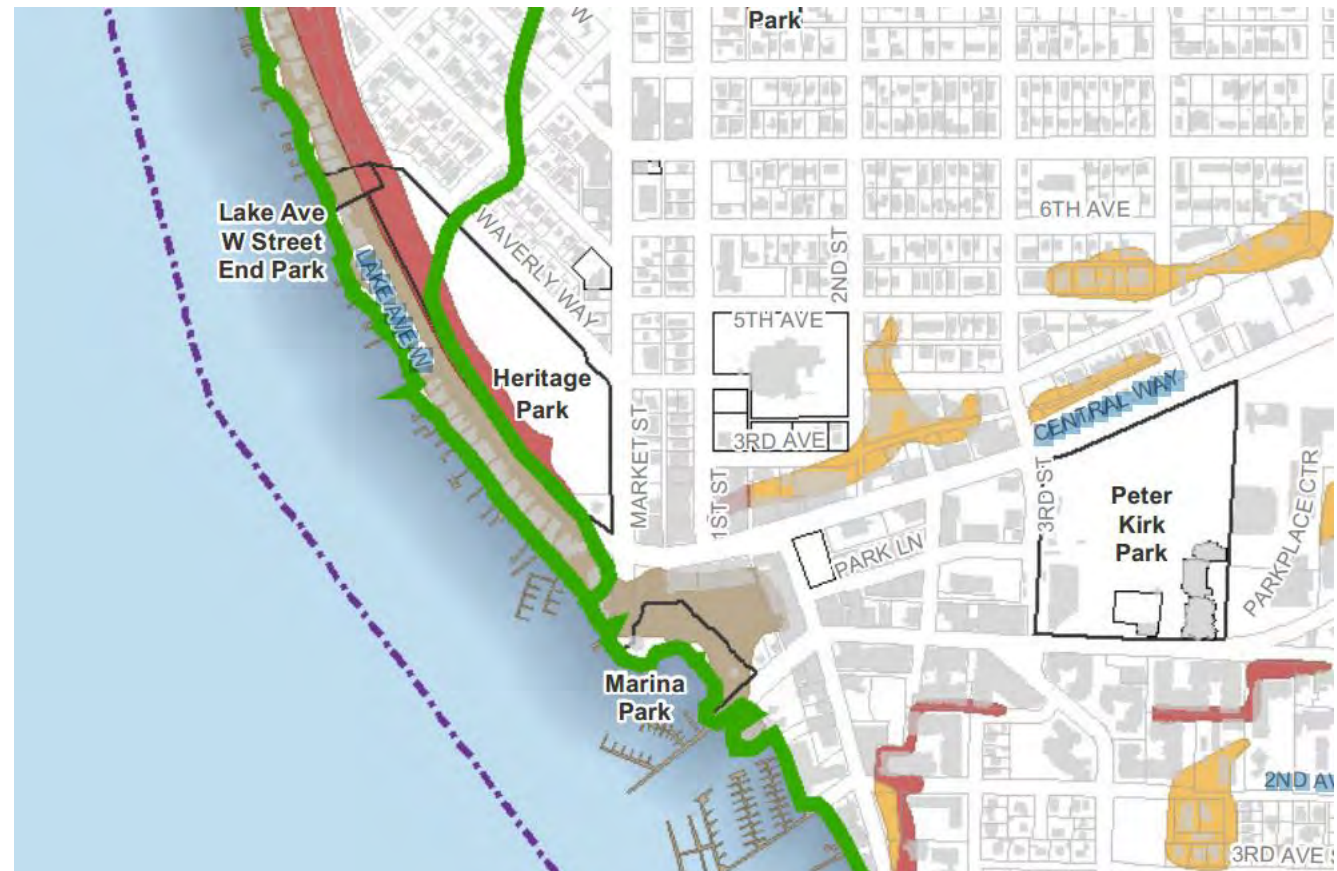 W
Park
Lake Ave
W Street
End Park
LAKE AVE W
WAVERLY WAY
6TH AVE
2ND ST
5TH AVE
Heritage
Park
MARKET ST
3RD AVE
1ST ST
CENTRAL WAY
3RD ST
Peter
Kirk
Park
PARKPLACE CTR
PARK LN
Marina
Park
2ND AV
3RD AVE S